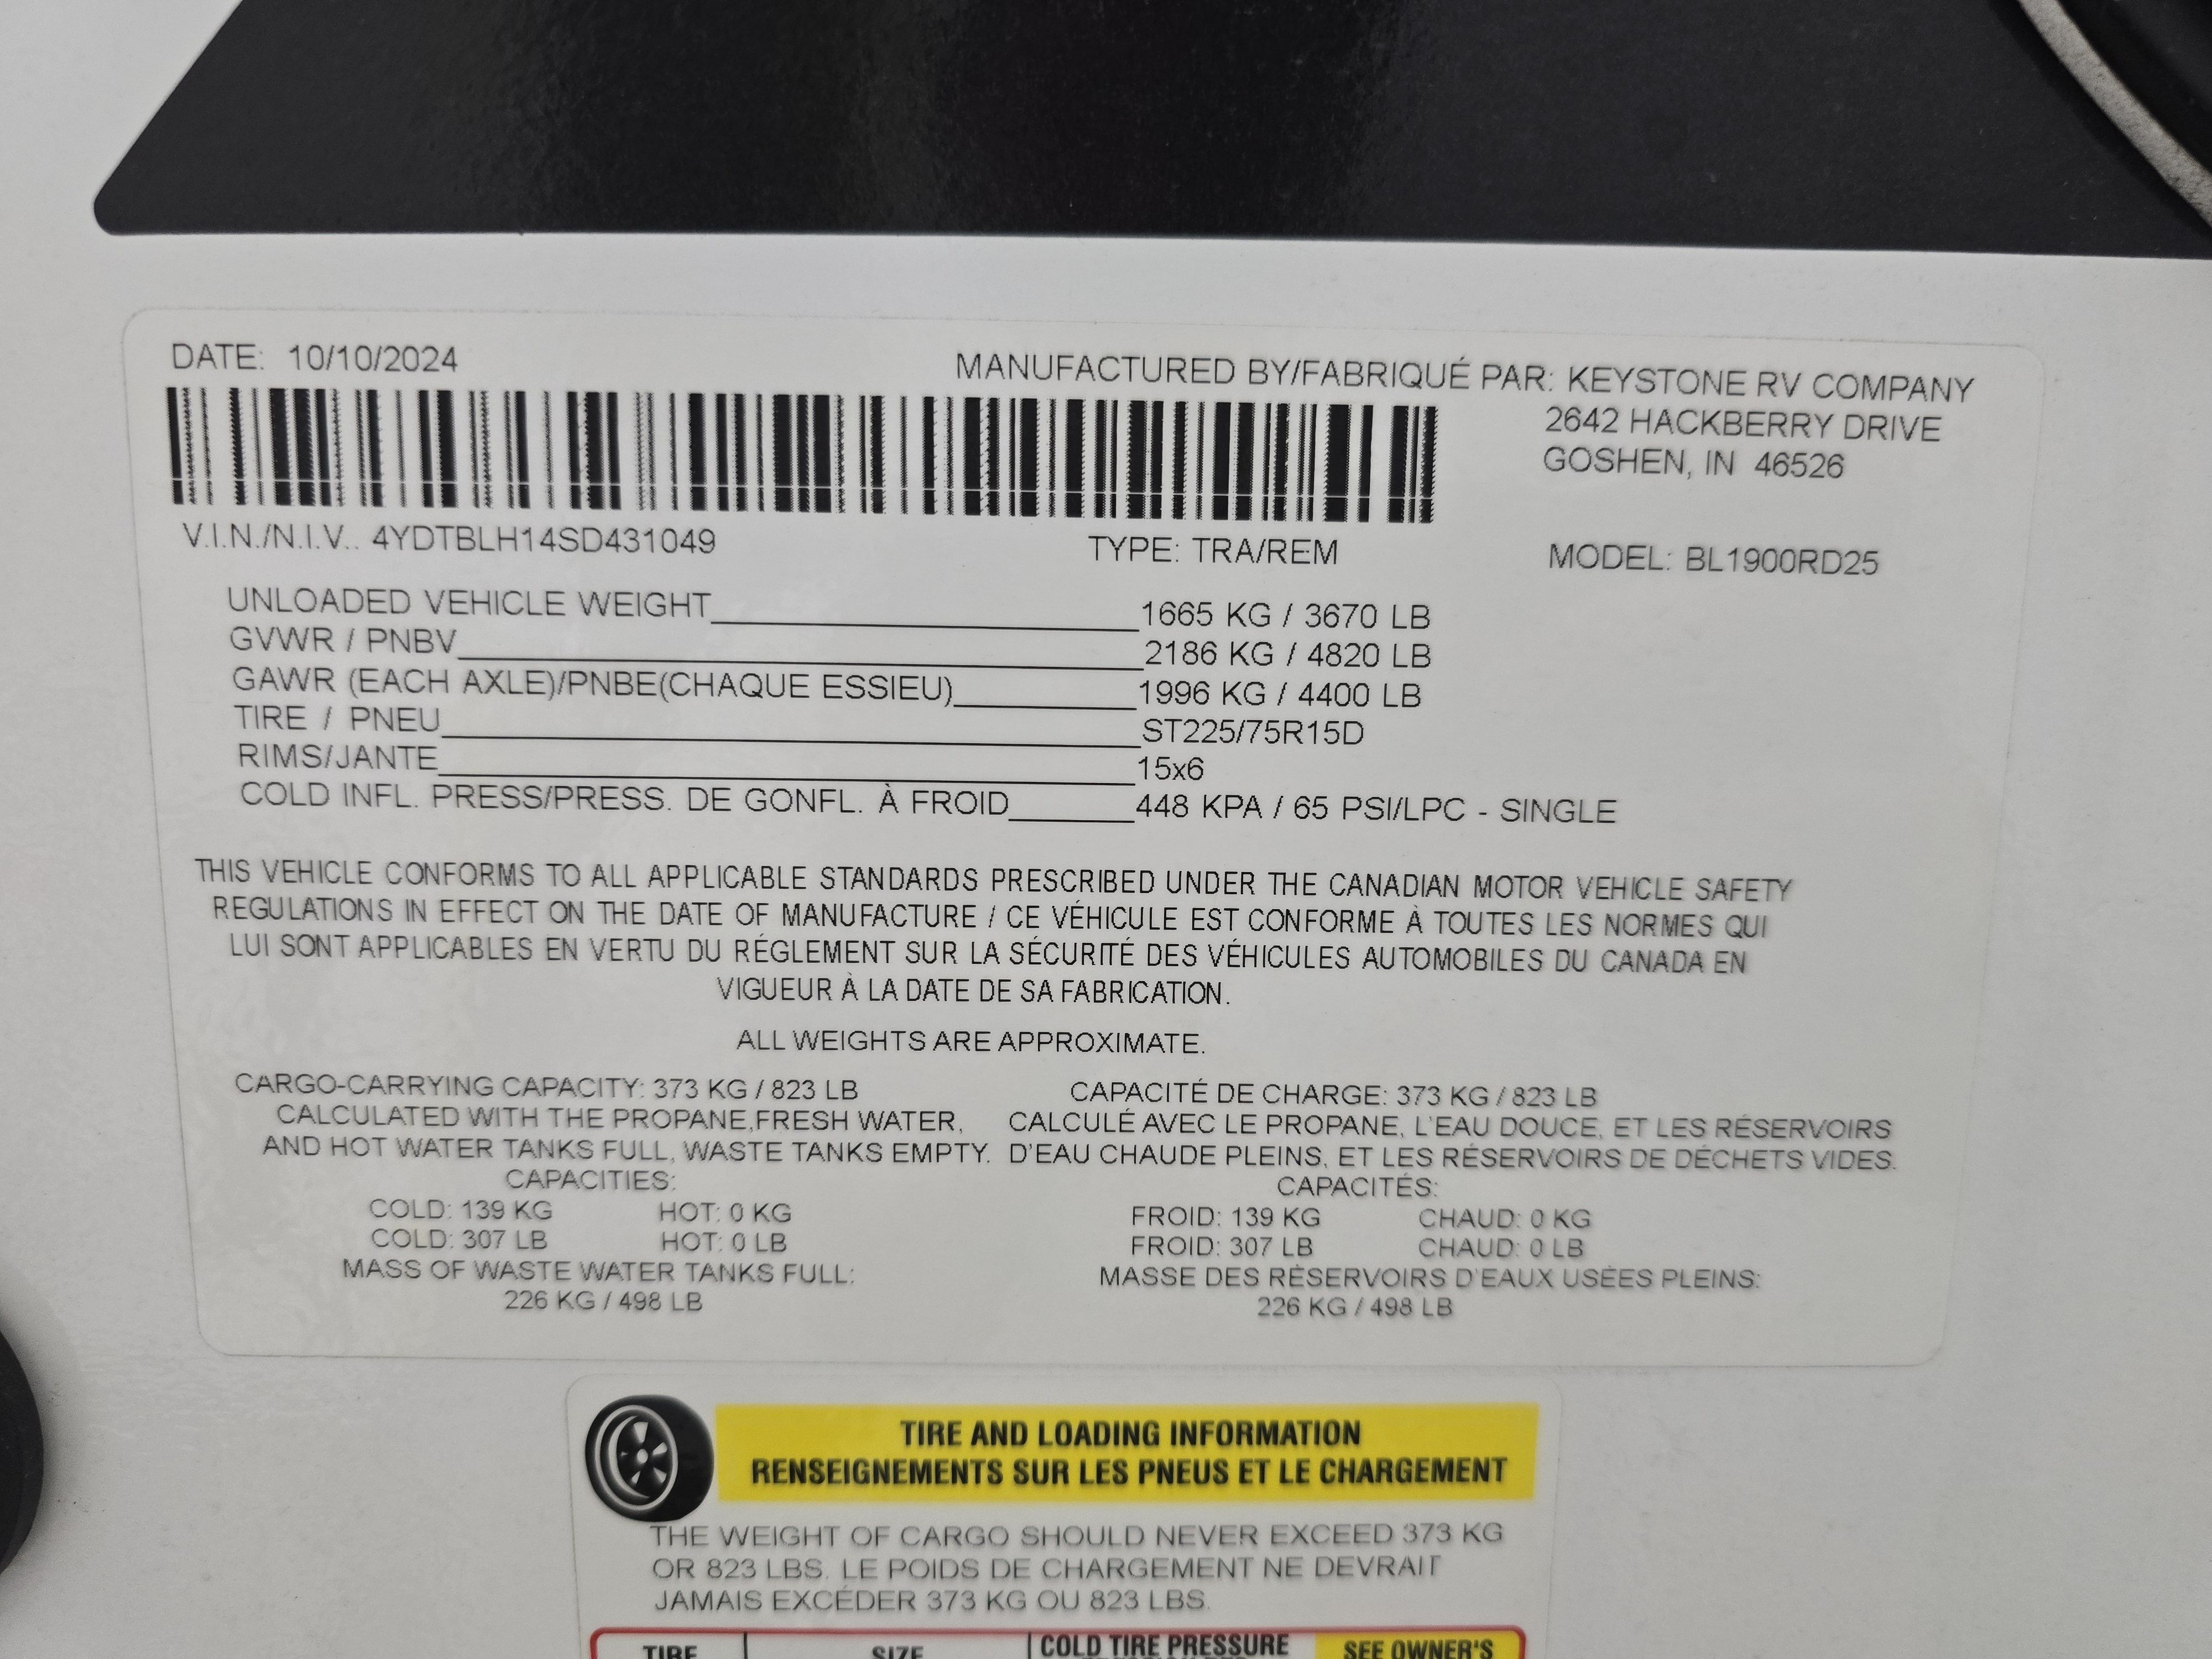 DATE: 10/10/2024
MANUFACTURED BY/FABRIQUÉ PAR: KEYSTONE RV COMPANY
2642 HACKBERRY DRIVE
GOSHEN, IN 46526
V.I.N./N.I.V.. 4YDTBLH14SD431049 TYPE: TRA/REM MODEL: BL1900RD25
UNLOADED VEHICLE WEIGHT 1665 KG / 3670 LB
GVWR / PNBV 2186 KG / 4820 LB
GAWR (EACH AXLE)/PNBE(CHAQUE ESSIEU) 1996 KG / 4400 LB
TIRE / PNEU ST225/75R15D
RIMS/JANTE 15x6
COLD INFL. PRESS/PRESS. DE GONFL. À FROID 448 KPA / 65 PSI/LPC - SINGLE
THIS VEHICLE CONFORMS TO ALL APPLICABLE STANDARDS PRESCRIBED UNDER THE CANADIAN MOTOR VEHICLE SAFETY
REGULATIONS IN EFFECT ON THE DATE OF MANUFACTURE / CE VÉHICULE EST CONFORME À TOUTES LES NORMES QUI
LUI SONT APPLICABLES EN VERTU DU RÉGLEMENT SUR LA SÉCURITÉ DES VÉHICULES AUTOMOBILES DU CANADA EN
VIGUEUR À LA DATE DE SA FABRICATION.
ALL WEIGHTS ARE APPROXIMATE.
CARGO-CARRYING CAPACITY: 373 KG / 823 LB
CALCULATED WITH THE PROPANE,FRESH WATER,
AND HOT WATER TANKS FULL, WASTE TANKS EMPTY.
CAPACITIES:
COLD: 139 KG HOT: 0 KG
COLD: 307 LB HOT: 0 LB
MASS OF WASTE WATER TANKS FULL:
226 KG / 498 LB
CAPACITÉ DE CHARGE: 373 KG / 823 LB
CALCULÉ AVEC LE PROPANE, L'EAU DOUCE, ET LES RÉSERVOIRS
D'EAU CHAUDE PLEINS, ET LES RÉSERVOIRS DE DÉCHETS VIDES.
CAPACITÉS:
FROID: 139 KG CHAUD: 0 KG
FROID: 307 LB CHAUD: 0 LB
MASSE DES RÉSERVOIRS D'EAUX USÉES PLEINS:
226 KG / 498 LB
TIRE AND LOADING INFORMATION
RENSEIGNEMENTS SUR LES PNEUS ET LE CHARGEMENT
THE WEIGHT OF CARGO SHOULD NEVER EXCEED 373 KG
OR 823 LBS. LE POIDS DE CHARGEMENT NE DEVRAIT
JAMAIS EXCÉDER 373 KG OU 823 LBS.
TIRE SIZE COLD TIRE PRESSURE SEE OWNER'S